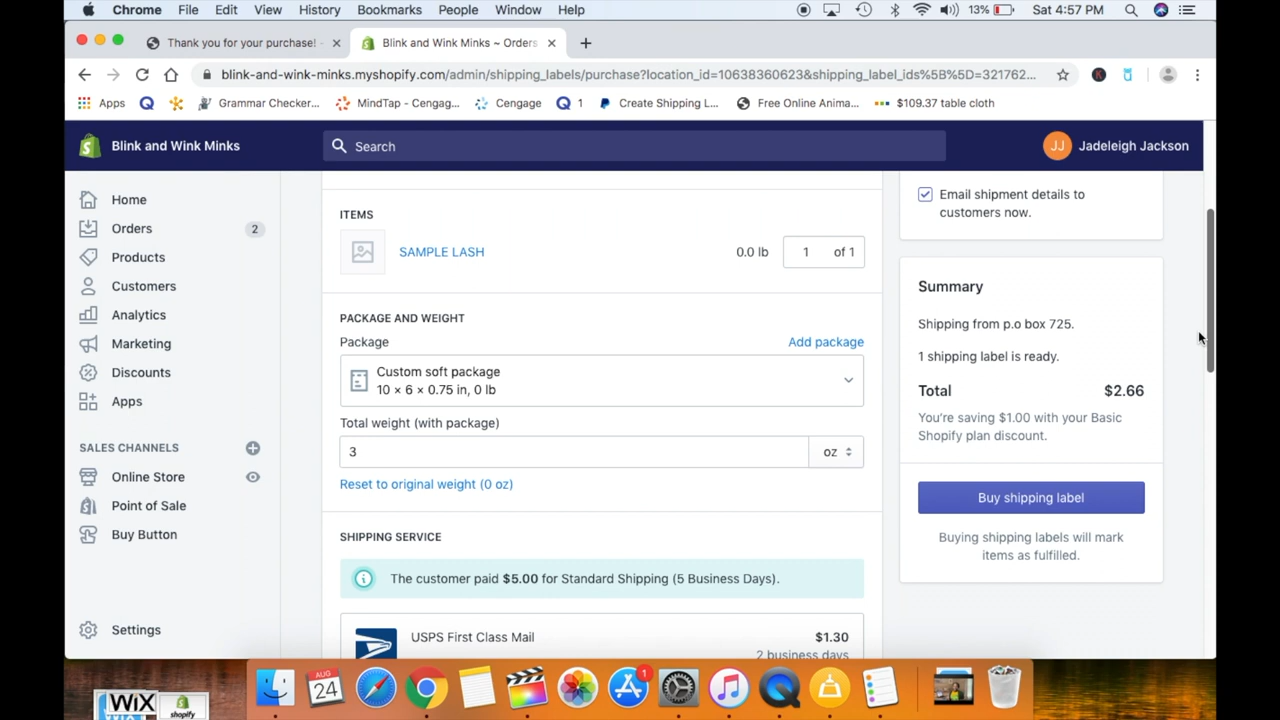 Chrome File Edit View History Bookmarks People Window Help 13% Sat 4:57 PM
Thank you for your purchase! - Blink and Wink Minks ~ Orders
blink-and-wink-minks.myshopify.com/admin/shipping_labels/purchase?location_id=10638360623&shipping_label_ids%5B%5D=321762...
Apps Grammar Checker... MindTap - Cengag... Cengage 1 Create Shipping L... Free Online Anima... $109.37 table cloth
Blink and Wink Minks Search JJ Jadeleigh Jackson
Home
Orders 2
Products
Customers
Analytics
Marketing
Discounts
Apps
SALES CHANNELS
Online Store
Point of Sale
Buy Button
Settings
ITEMS
SAMPLE LASH 0.0 lb 1 of 1
PACKAGE AND WEIGHT
Package Add package
Custom soft package
10 × 6 × 0.75 in, 0 lb
Total weight (with package)
3 oz
Reset to original weight (0 oz)
SHIPPING SERVICE
The customer paid $5.00 for Standard Shipping (5 Business Days).
USPS First Class Mail $1.30
2 business days
Email shipment details to
customers now.
Summary
Shipping from p.o box 725.
1 shipping label is ready.
Total $2.66
You're saving $1.00 with your Basic
Shopify plan discount.
Buy shipping label
Buying shipping labels will mark
items as fulfilled.
AUG
24
1
WiX
shopify